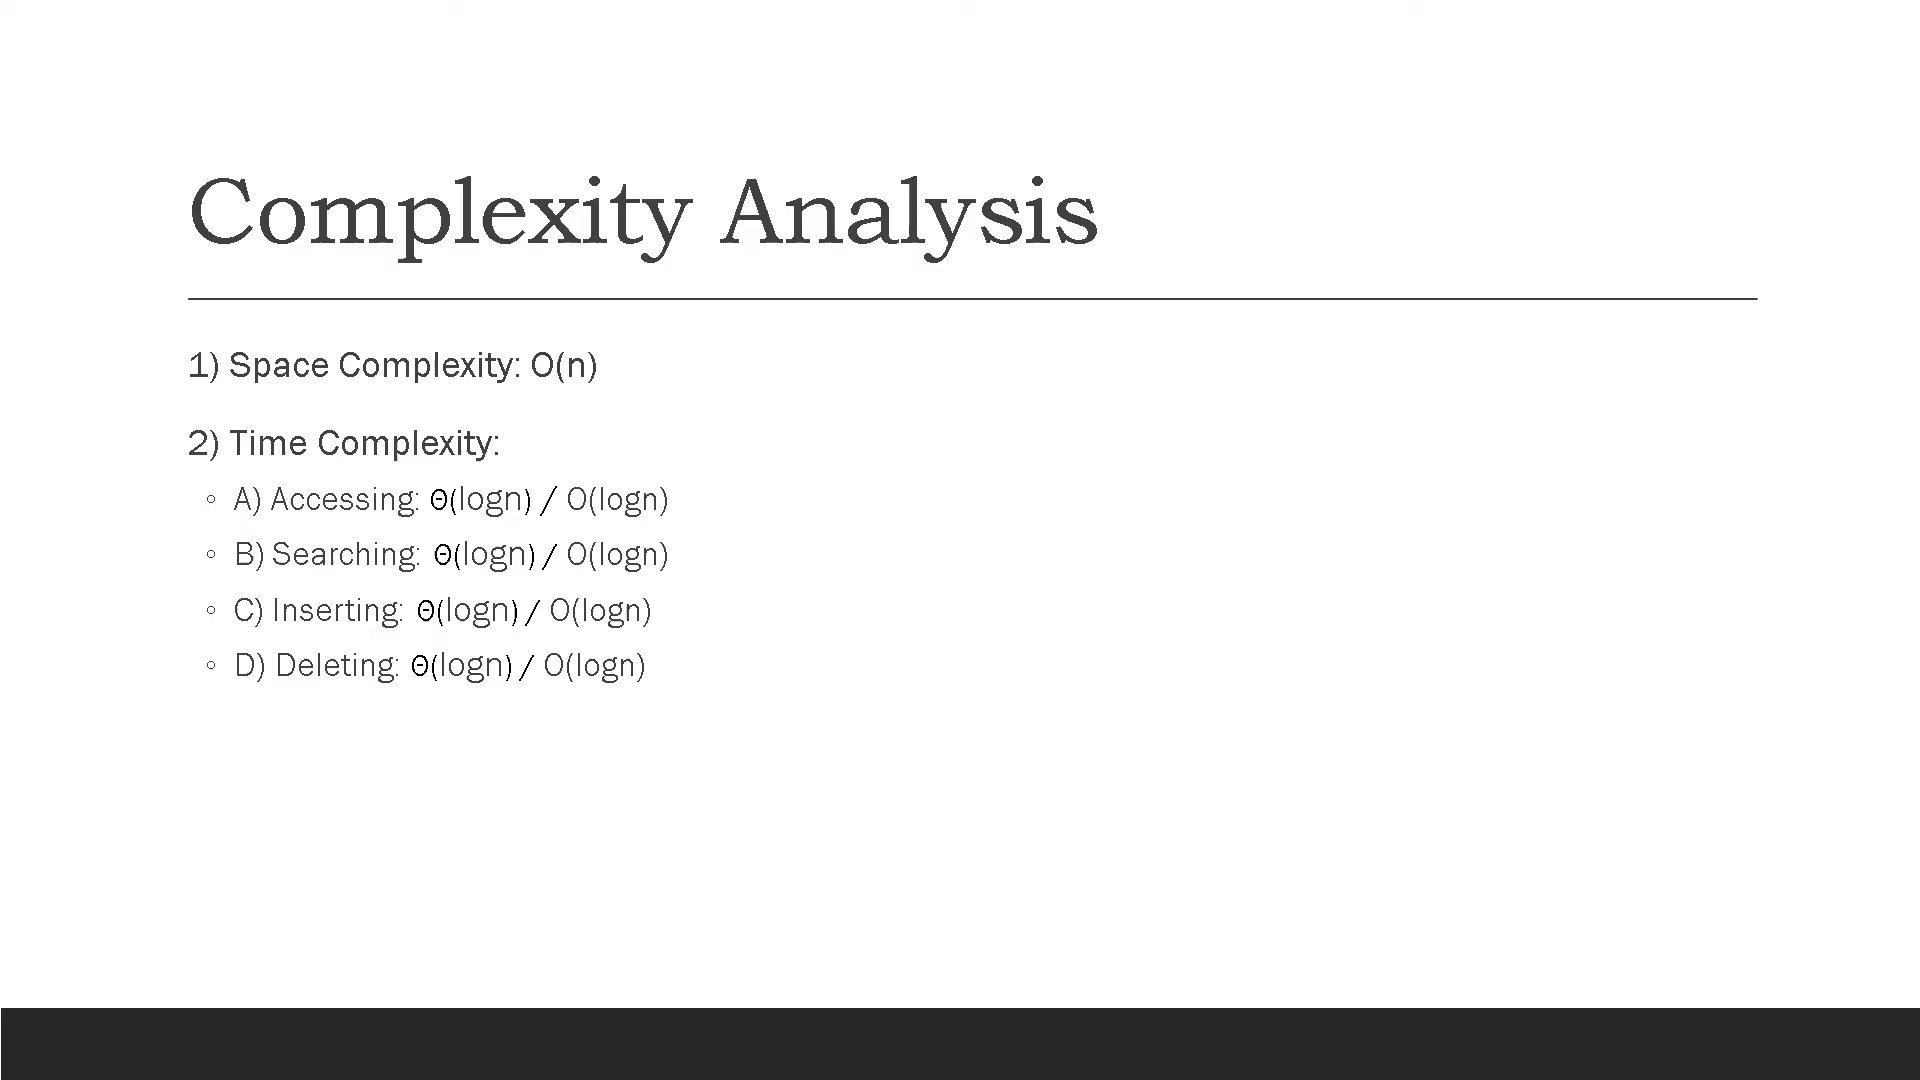 Complexity Analysis
1) Space Complexity: O(n)
2) Time Complexity:
◦ A) Accessing: Θ(logn) / O(logn)
◦ B) Searching: Θ(logn) / O(logn)
◦ C) Inserting: Θ(logn) / O(logn)
◦ D) Deleting: Θ(logn) / O(logn)